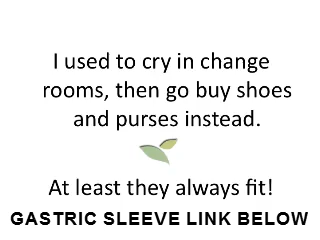 I used to cry in change
rooms, then go buy shoes
and purses instead.
At least they always fit!
GASTRIC SLEEVE LINK BELOW